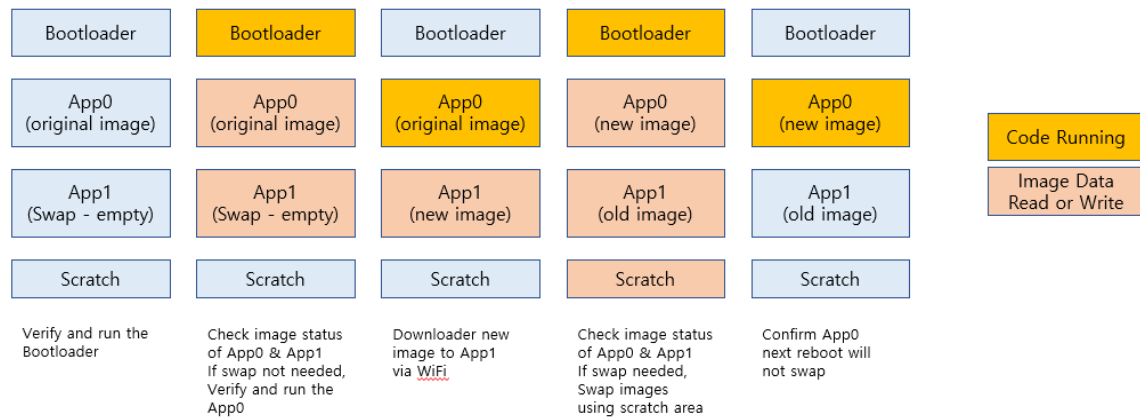 Bootloader
App0
(original image)
App1
(Swap - empty)
Scratch
Verify and run the
Bootloader
Bootloader
App0
(original image)
App1
(Swap - empty)
Scratch
Check image status
of App0 & App1
If swap not needed,
Verify and run the
App0
Bootloader
App0
(original image)
App1
(new image)
Scratch
Downloader new
image to App1
via WiFi
Bootloader
App0
(new image)
App1
(old image)
Scratch
Check image status
of App0 & App1
If swap needed,
Swap images
using scratch area
Bootloader
App0
(new image)
App1
(old image)
Scratch
Confirm App0
next reboot will
not swap
Code Running
Image Data
Read or Write